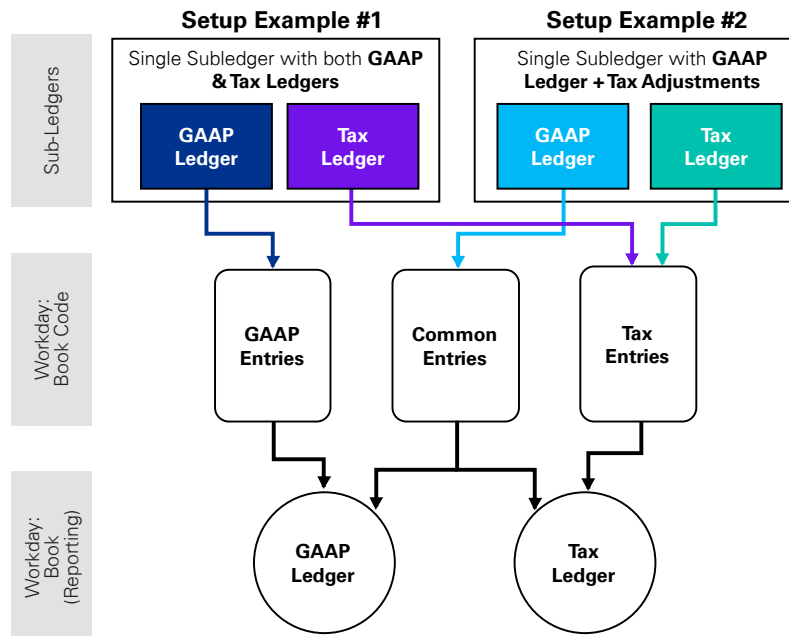 Setup Example #1
Setup Example #2
Sub-Ledgers
Single Subledger with both GAAP
& Tax Ledgers
Single Subledger with GAAP
Ledger + Tax Adjustments
GAAP
Ledger
Tax
Ledger
GAAP
Ledger
Tax
Ledger
Workday:
Book Code
GAAP
Entries
Common
Entries
Tax
Entries
Workday:
Book
(Reporting)
GAAP
Ledger
Tax
Ledger